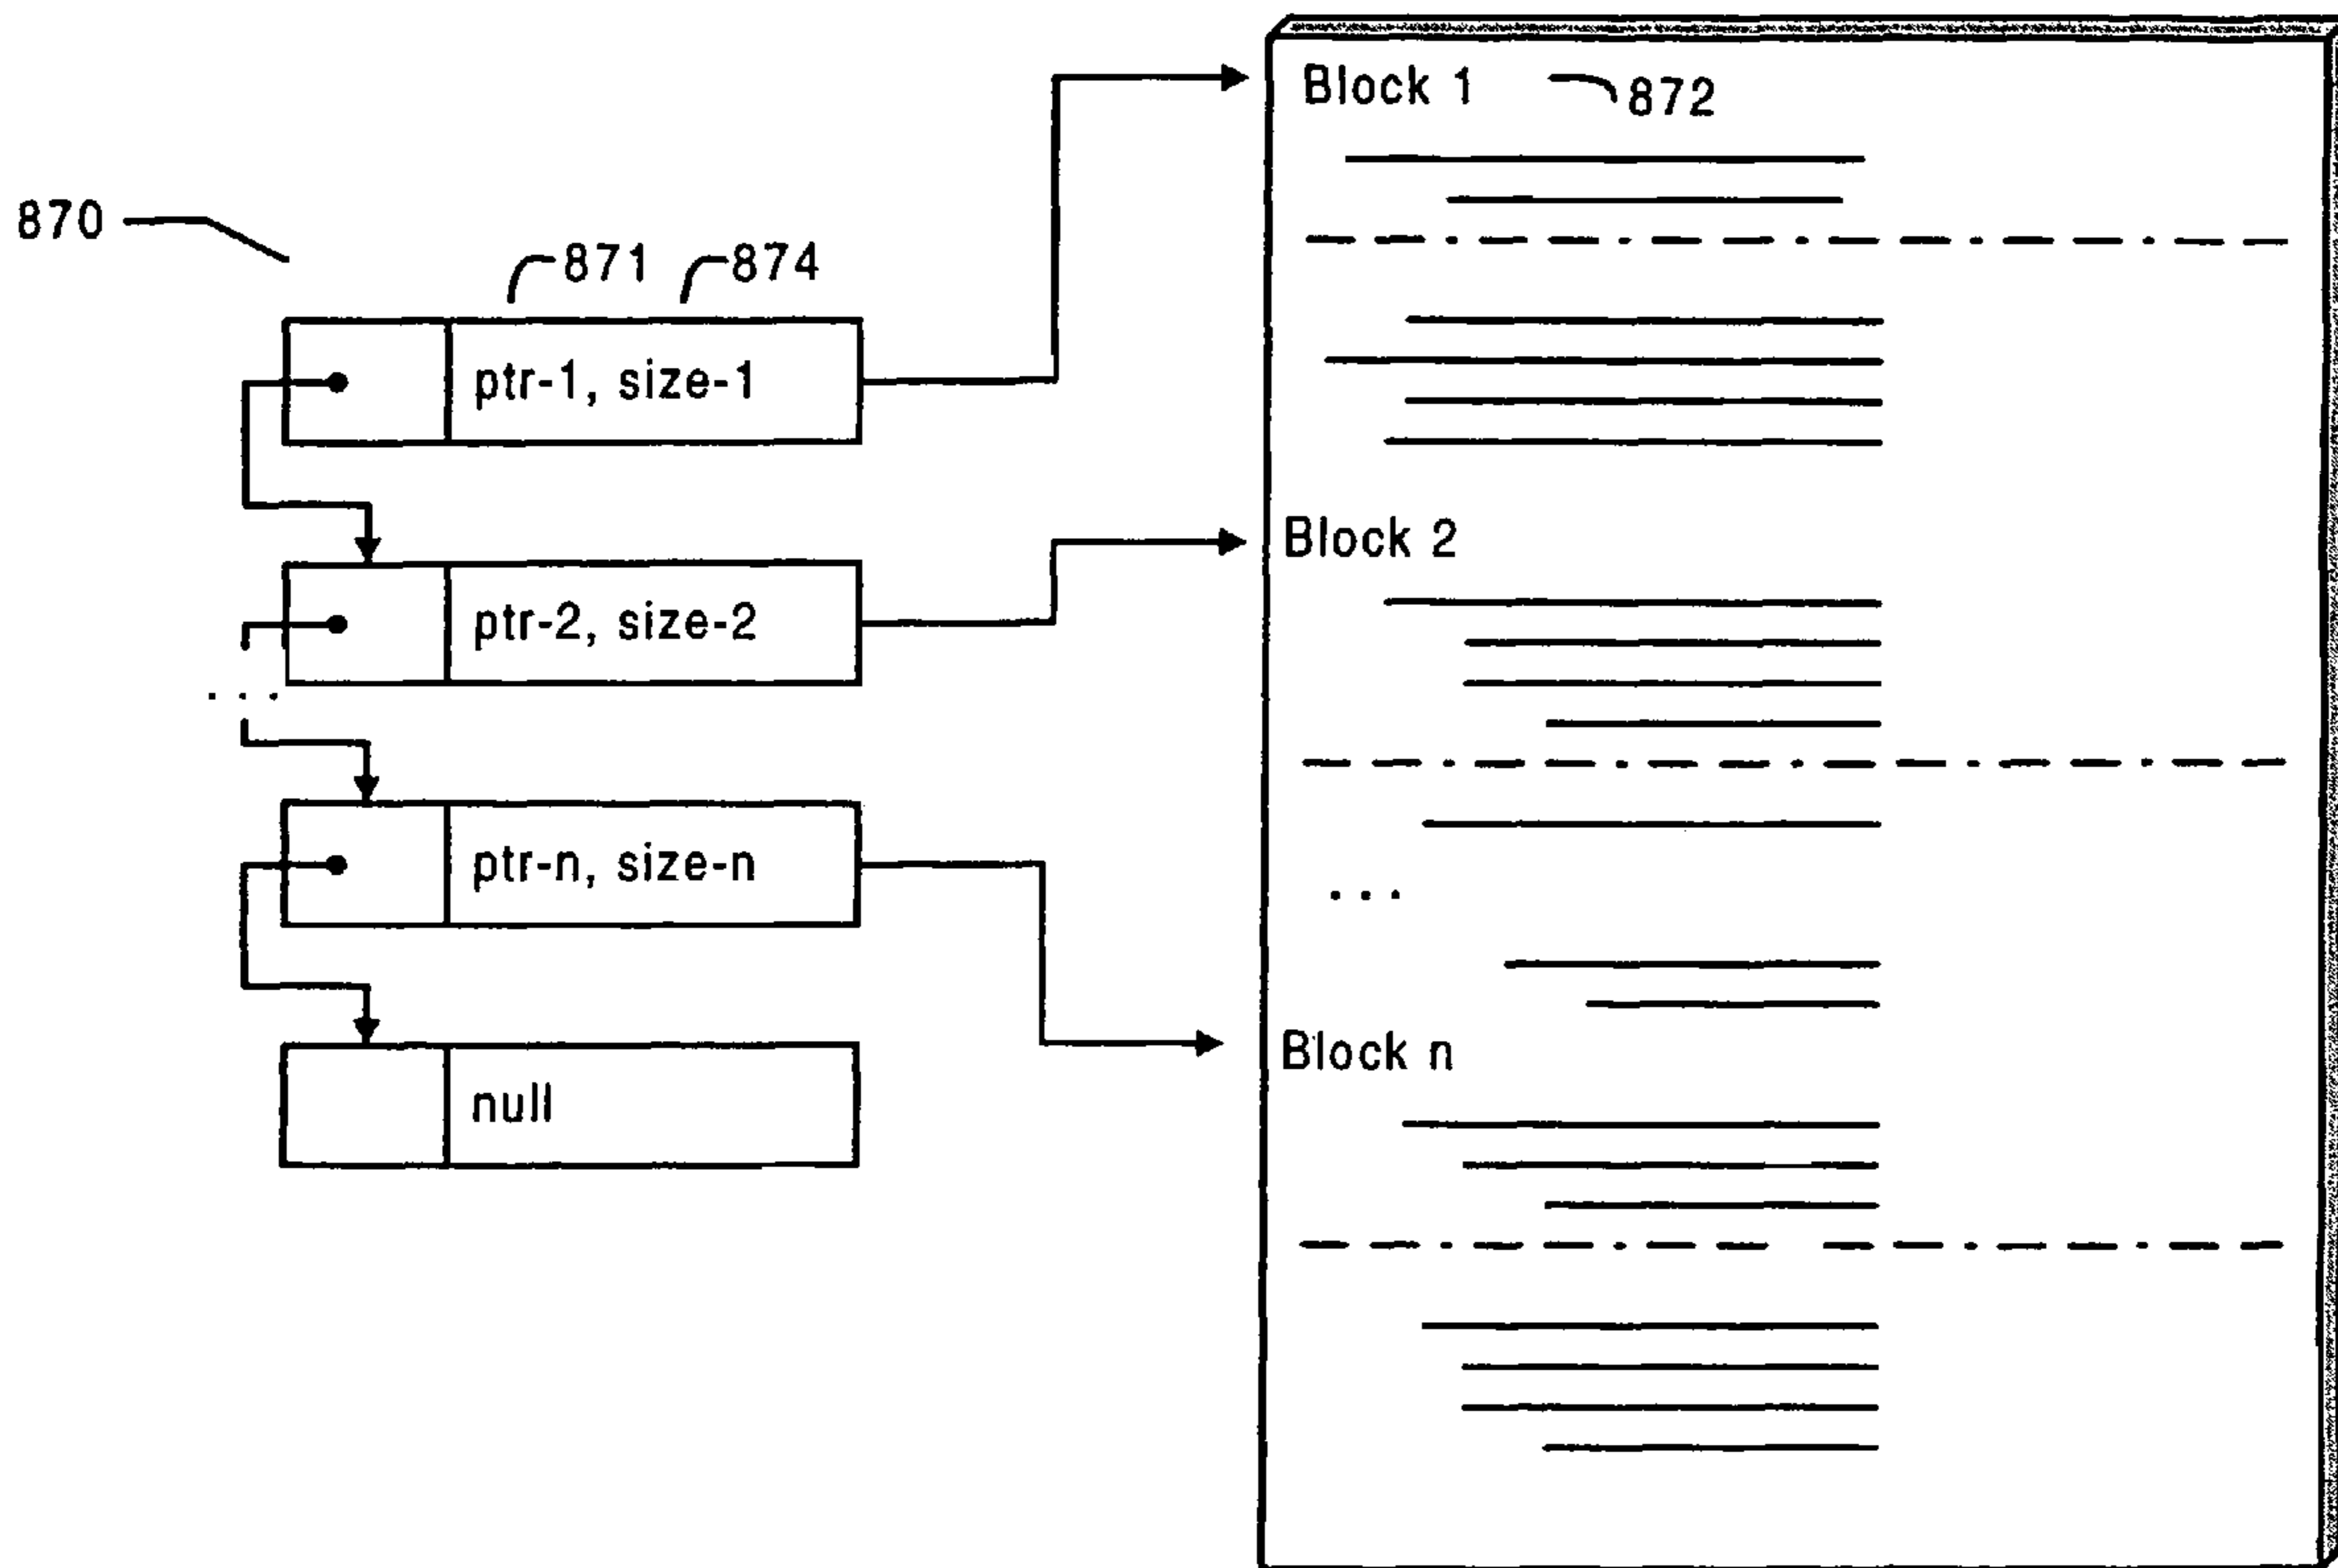 Block 1 872
870
871 874
ptr-1, size-1
Block 2
ptr-2, size-2
...
ptr-n, size-n
...
Block n
null